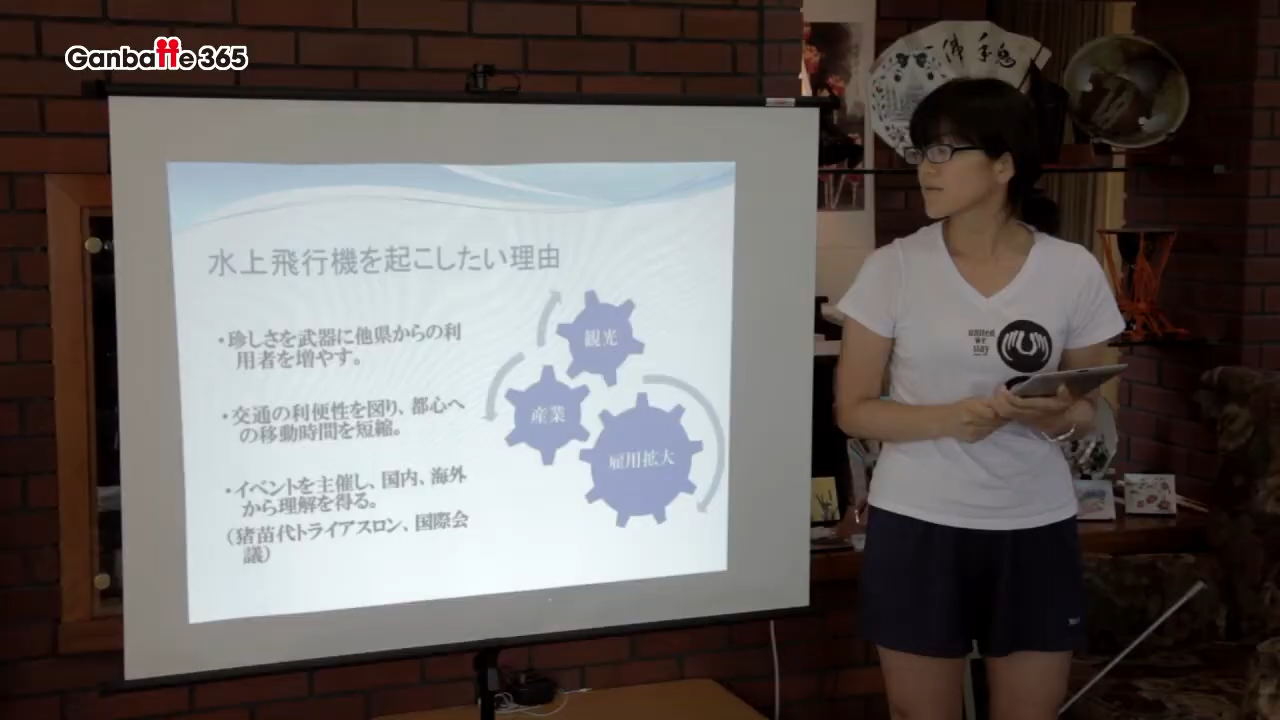 Ganbatte 365
水上飛行機を起こしたい理由
・珍しさを武器に他県からの利
用者を増やす。
・交通の利便性を図り、都心へ
の移動時間を短縮。
・イベントを主催し、国内、海外
から理解を得る。
（猪苗代トライアスロン、国際会
議）
観光
産業
雇用拡大
united
we
stay